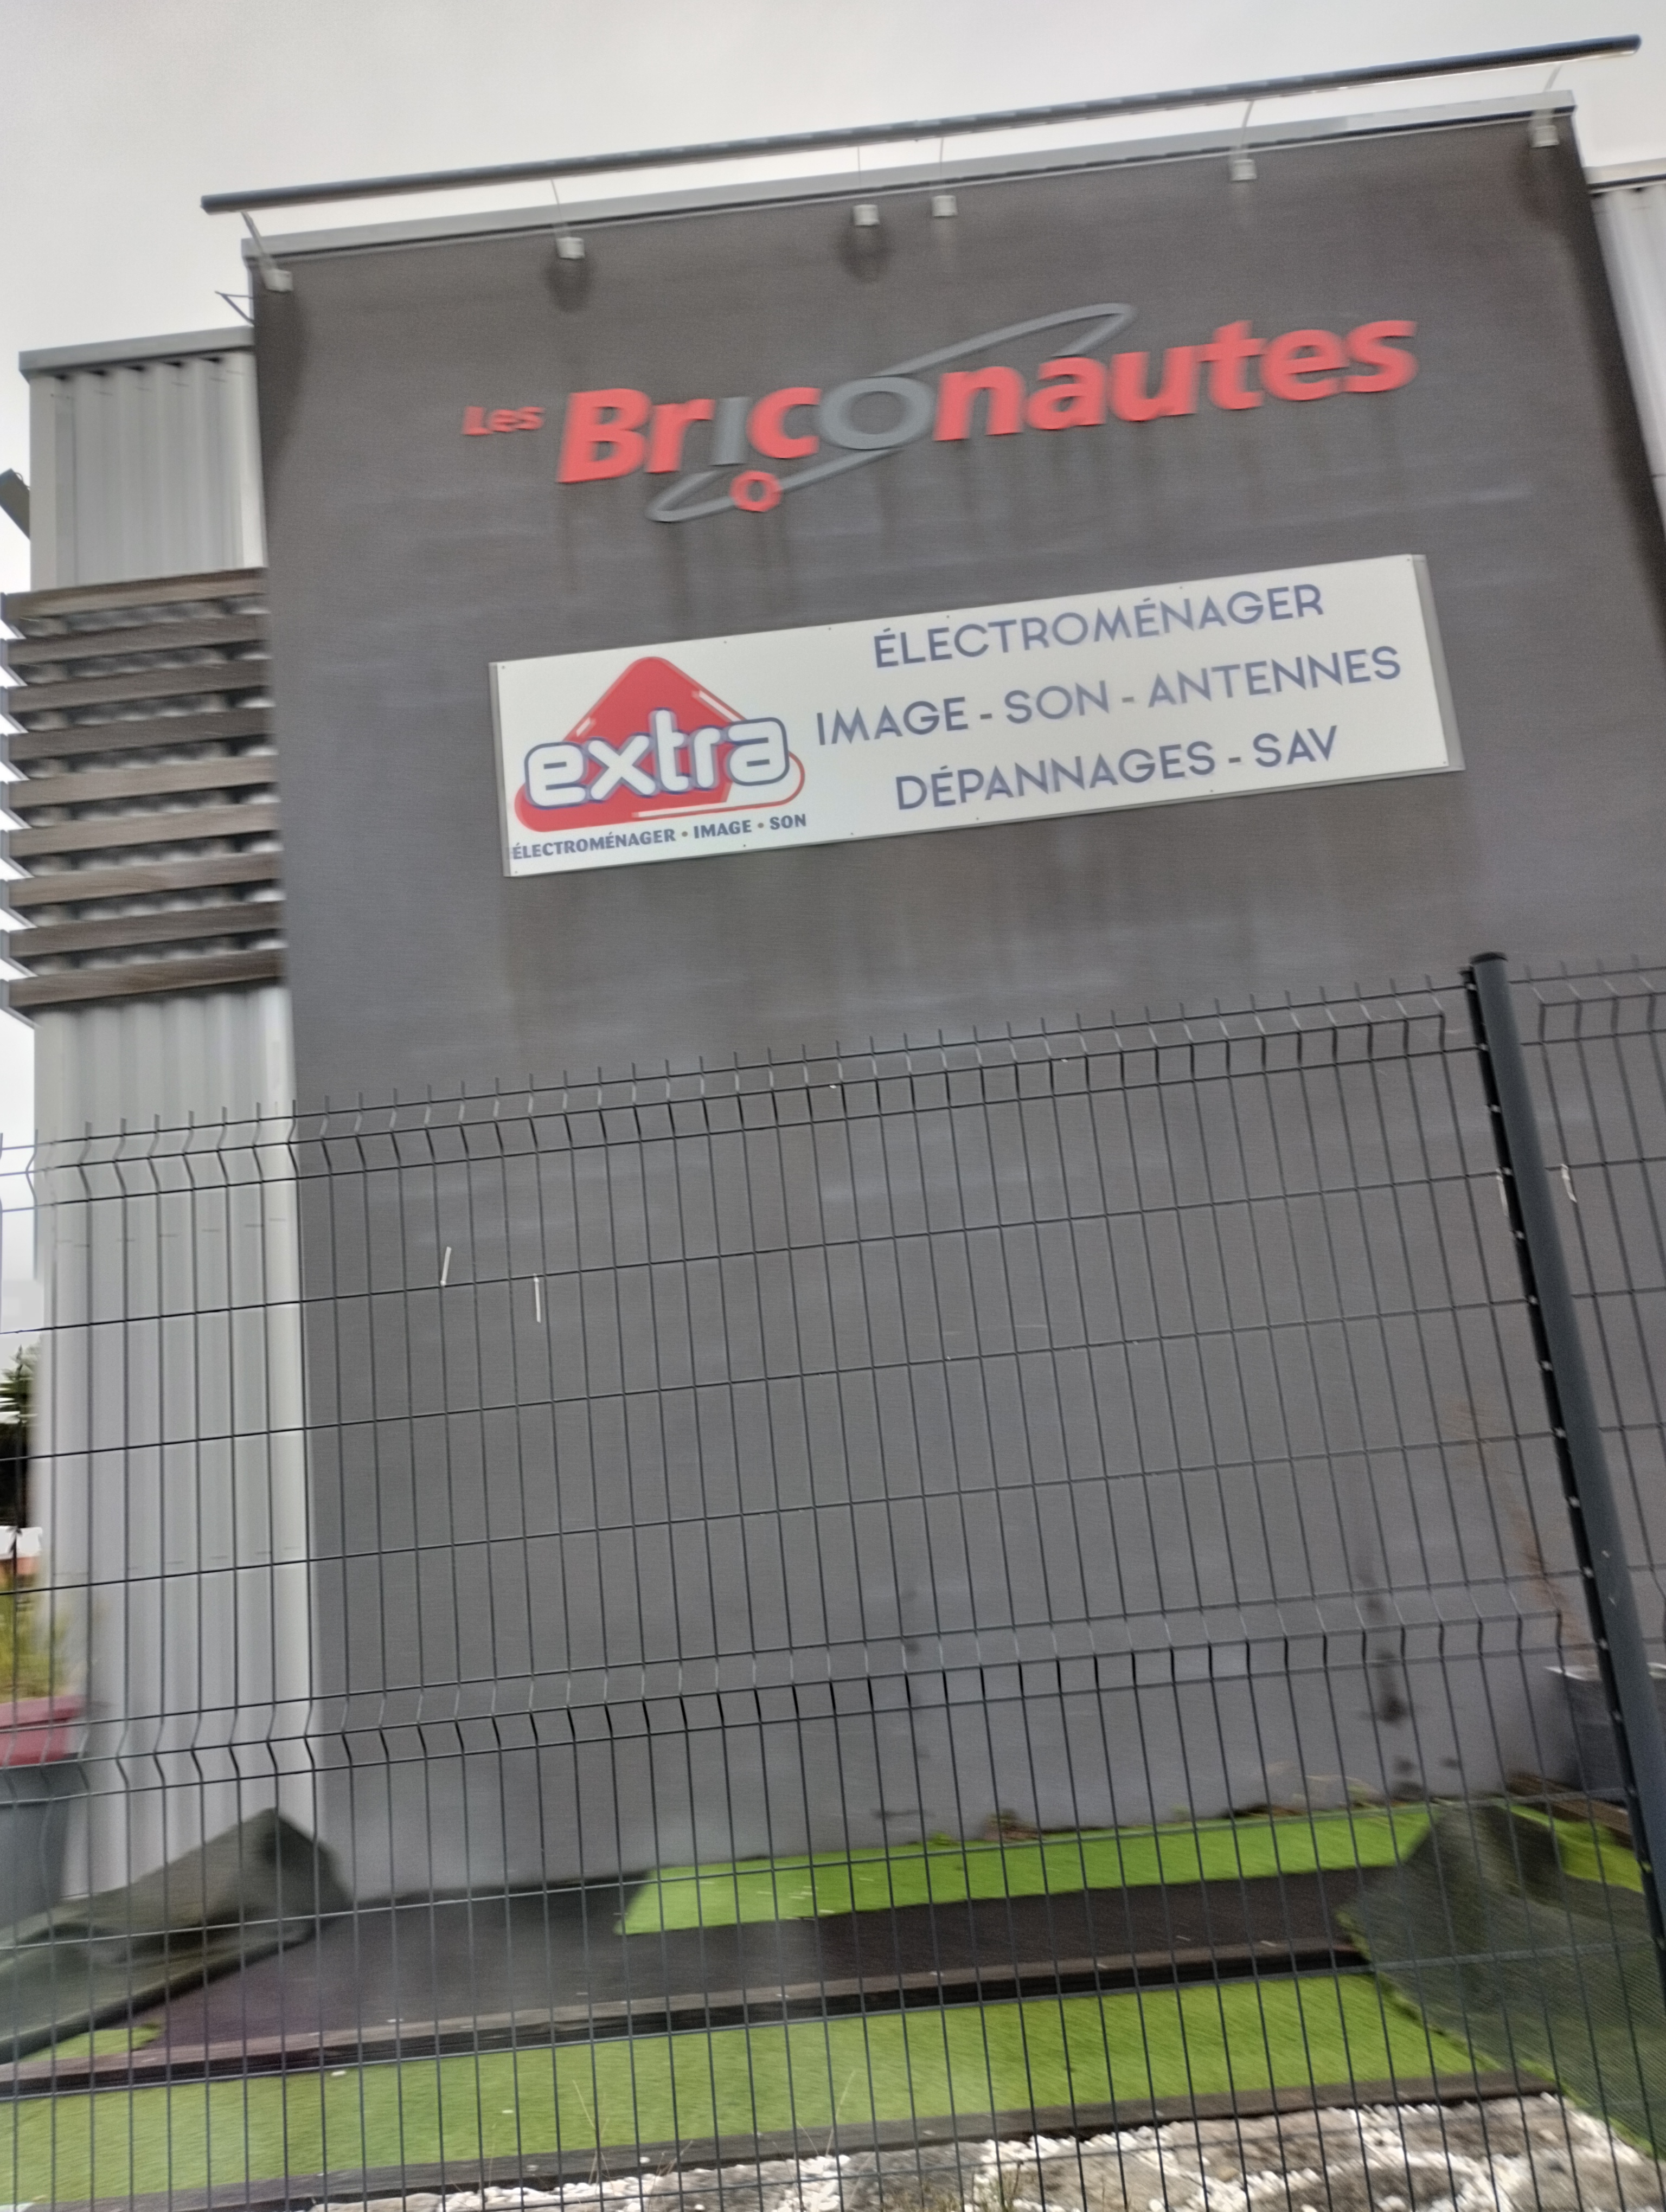 Les Briconautes
extra
ÉLECTROMÉNAGER • IMAGE • SON
ÉLECTROMÉNAGER
IMAGE - SON - ANTENNES
DÉPANNAGES - SAV